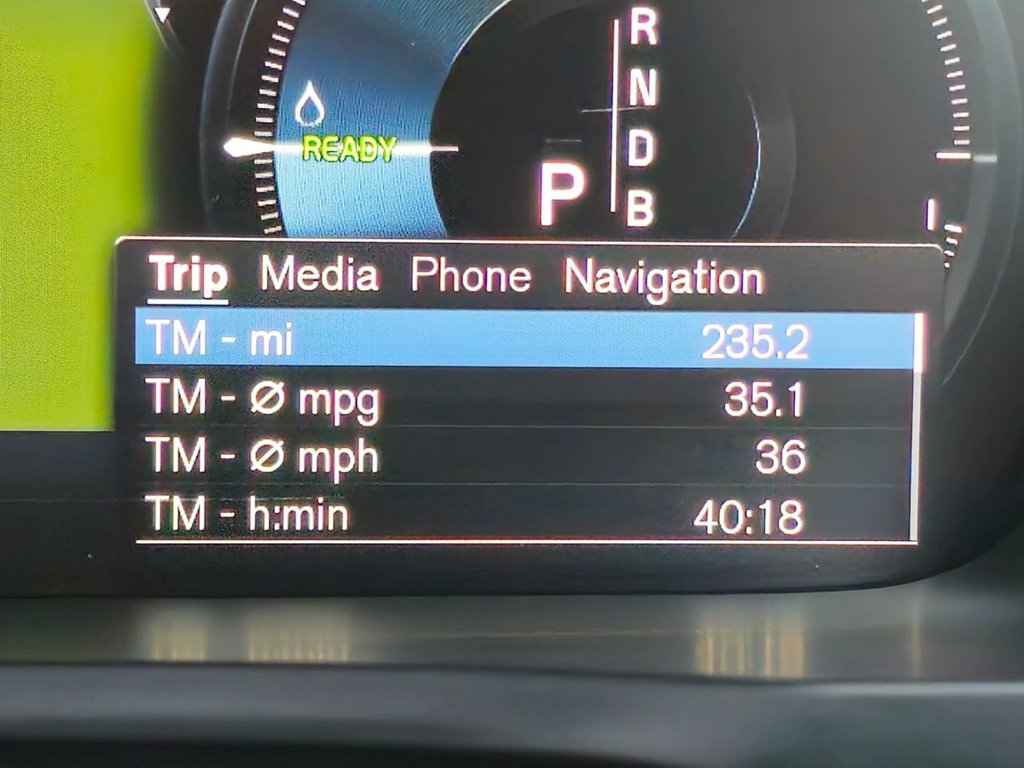 R
N
READY
D
P
B
Trip Media Phone Navigation
TM - mi 235.2
TM - Ø mpg 35.1
TM - Ø mph 36
TM - h:min 40:18